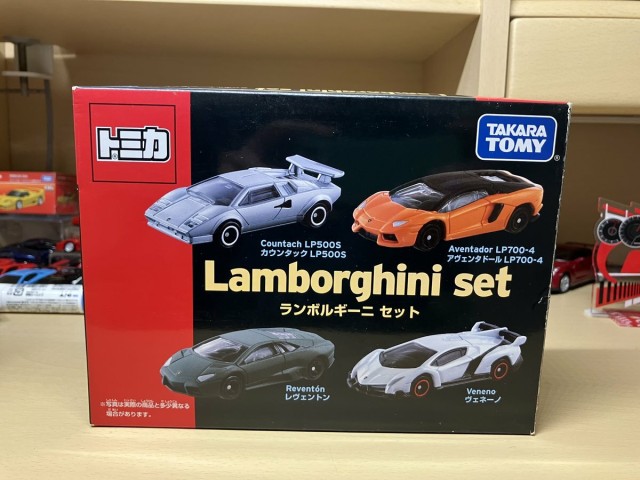 トミカ
TAKARA TOMY
Countach LP500S
カウンタック LP500S
Aventador LP700-4
アヴェンタドール LP700-4
Lamborghini set
ランボルギーニ セット
Reventón
レヴェントン
Veneno
ヴェネーノ
※写真は実際の商品と多少異なる
場合があります。